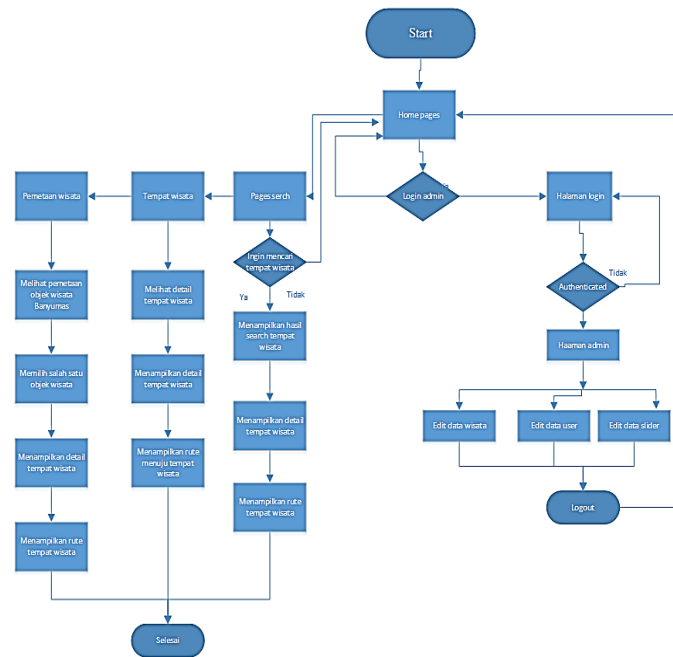 Start
Home pages
Login admin
Halaman login
Pemetaan wisata
Tempat wisata
Pages serch
Ingin mencari
tempat wisata
Ya
Tidak
Authenticated
Tidak
Melihat pemetaan
objek wisata
Banyumas
Melihat detail
tempat wisata
Menampilkan hasil
search tempat
wisata
Haaman admin
Memilih salah satu
objek wisata
Menampilkan detail
tempat wisata
Menampilkan detail
tempat wisata
Edit data wisata
Edit data user
Edit data slider
Menampilkan detail
tempat wisata
Menampilkan rute
menuju tempat
wisata
Menampilkan rute
tempat wisata
Logout
Menampilkan rute
tempat wisata
Selesai